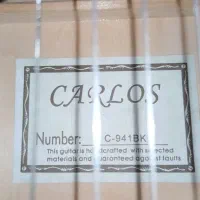 CARLOS
Number: C-941BK
This guitar is handcrafted with selected
materials and guaranteed against faults